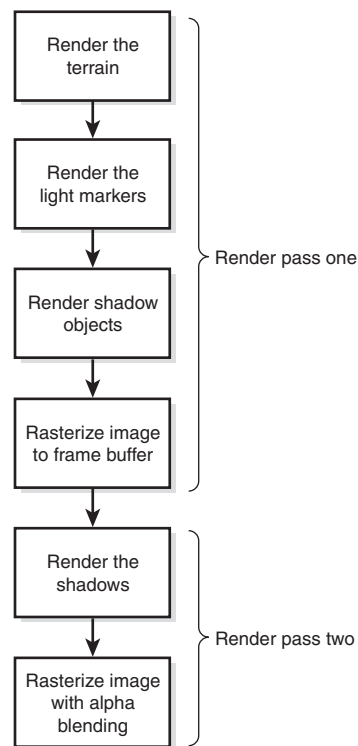 Render the
terrain
Render the
light markers
Render shadow
objects
Render pass one
Rasterize image
to frame buffer
Render the
shadows
Render pass two
Rasterize image
with alpha
blending